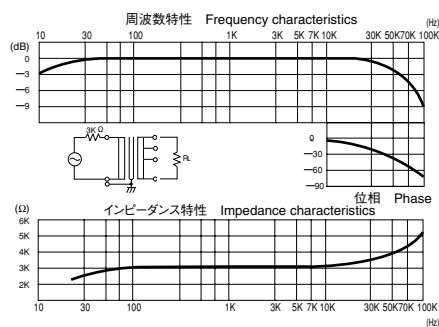 周波数特性 Frequency characteristics
(Hz)
(dB) 10 30 100 1K 3K 5K 7K 10K 30K 50K 70K 100K
0
−3
−6
−9
3K Ω
RL
0
−30
−60
−90
位相 Phase
(Ω) インピーダンス特性 Impedance characteristics
6K
5K
4K
3K
2K
10 30 100 1K 3K 5K 7K 10K 30K 50K 70K 100K
(Hz)